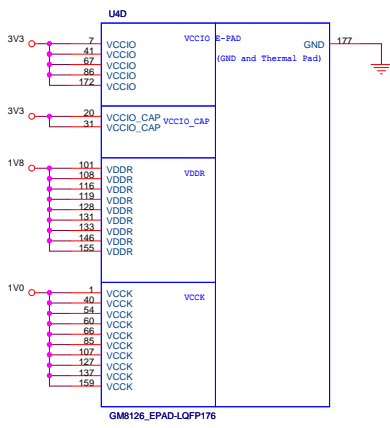 U4D
3V3 7 VCCIO VCCIO E-PAD GND 177
41 VCCIO (GND and Thermal Pad)
67 VCCIO
86 VCCIO
172 VCCIO
3V3 20 VCCIO_CAP VCCIO_CAP
31 VCCIO_CAP
1V8 101 VDDR VDDR
108 VDDR
116 VDDR
119 VDDR
128 VDDR
131 VDDR
133 VDDR
146 VDDR
155 VDDR
1V0 1 VCCK VCCK
40 VCCK
54 VCCK
60 VCCK
66 VCCK
85 VCCK
107 VCCK
127 VCCK
137 VCCK
159 VCCK
GM8126_EPAD-LQFP176